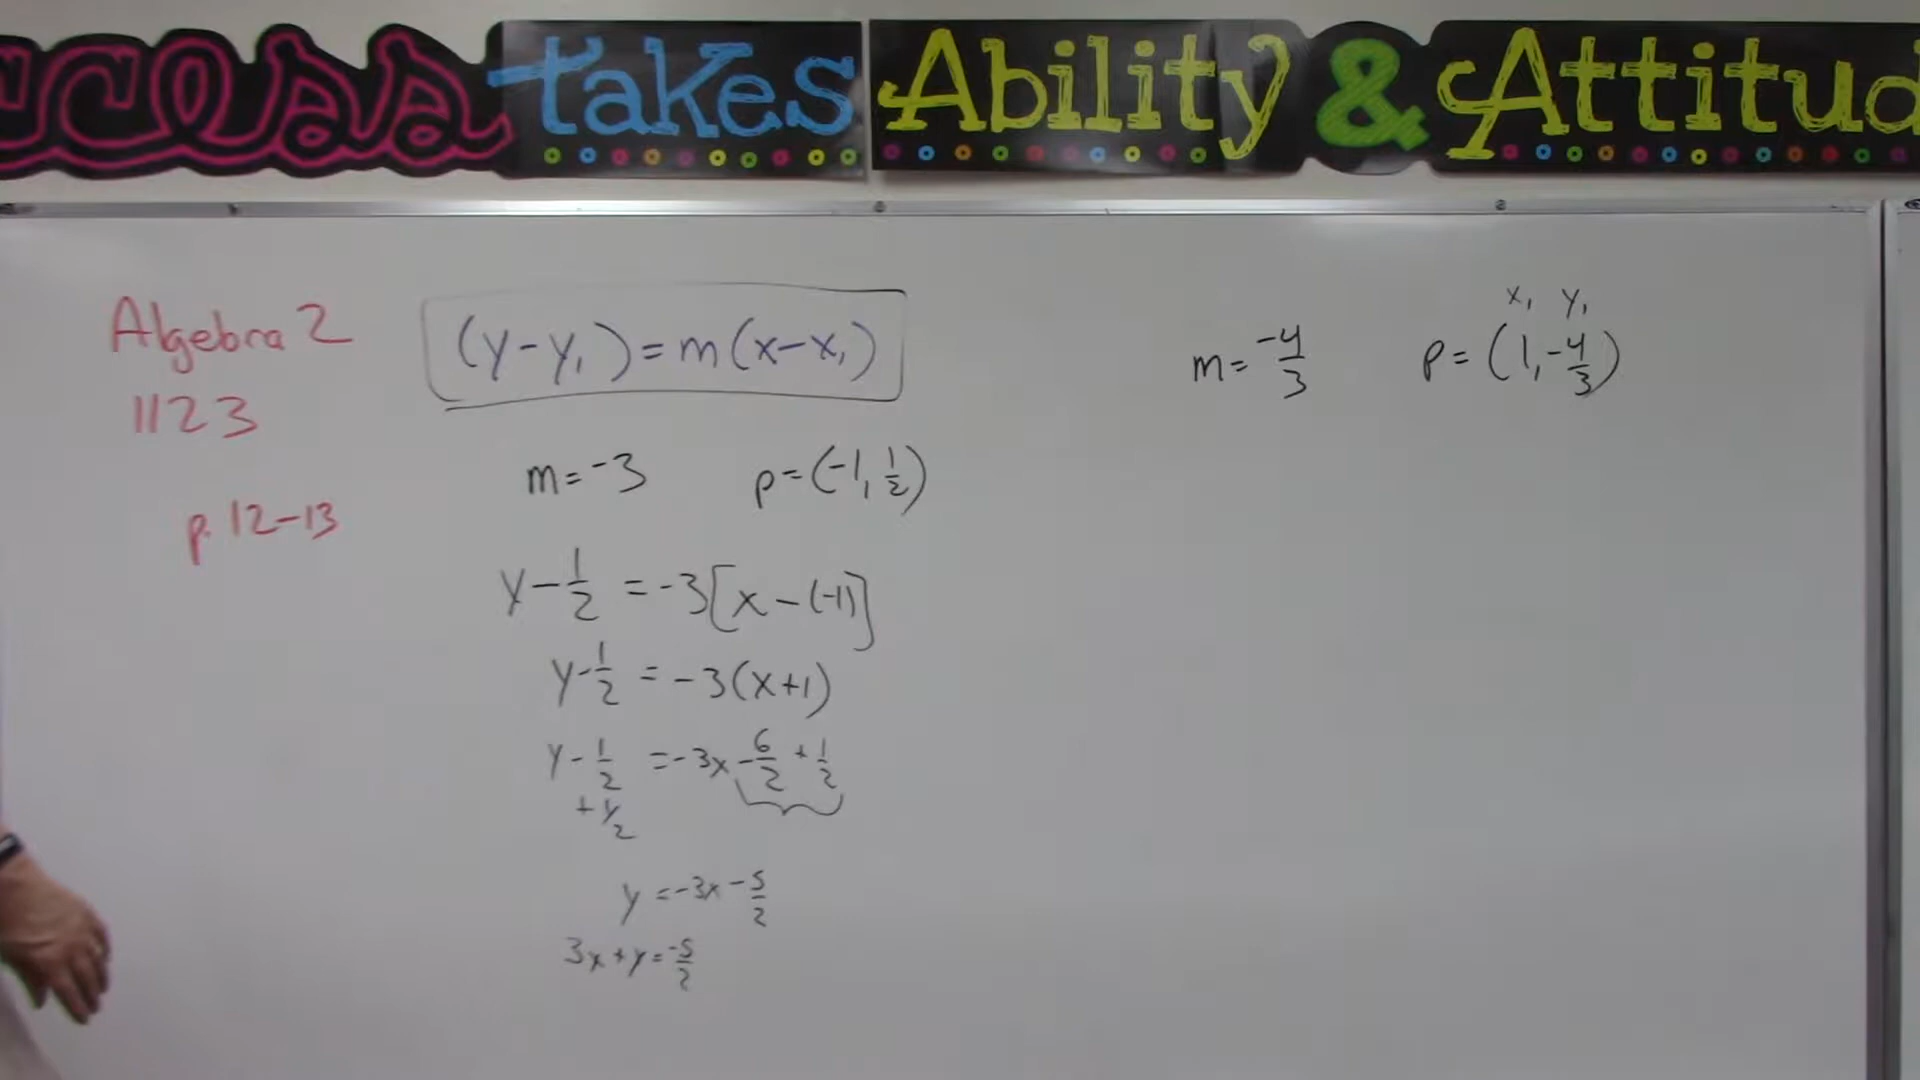 ccess takes Ability & Attitud
Algebra 2
1123
p. 12-13
(y-y₁)=m(x-x₁)
m=-3 p=(-1, 1/2)
y-1/2 =-3[x-(-1)]
y-1/2 = -3(x+1)
y-1/2 =-3x-6/2+1/2
+1/2
y=-3x-5/2
3x+y=-5/2
x₁ y₁
m=-4/3 p=(1,-4/3)